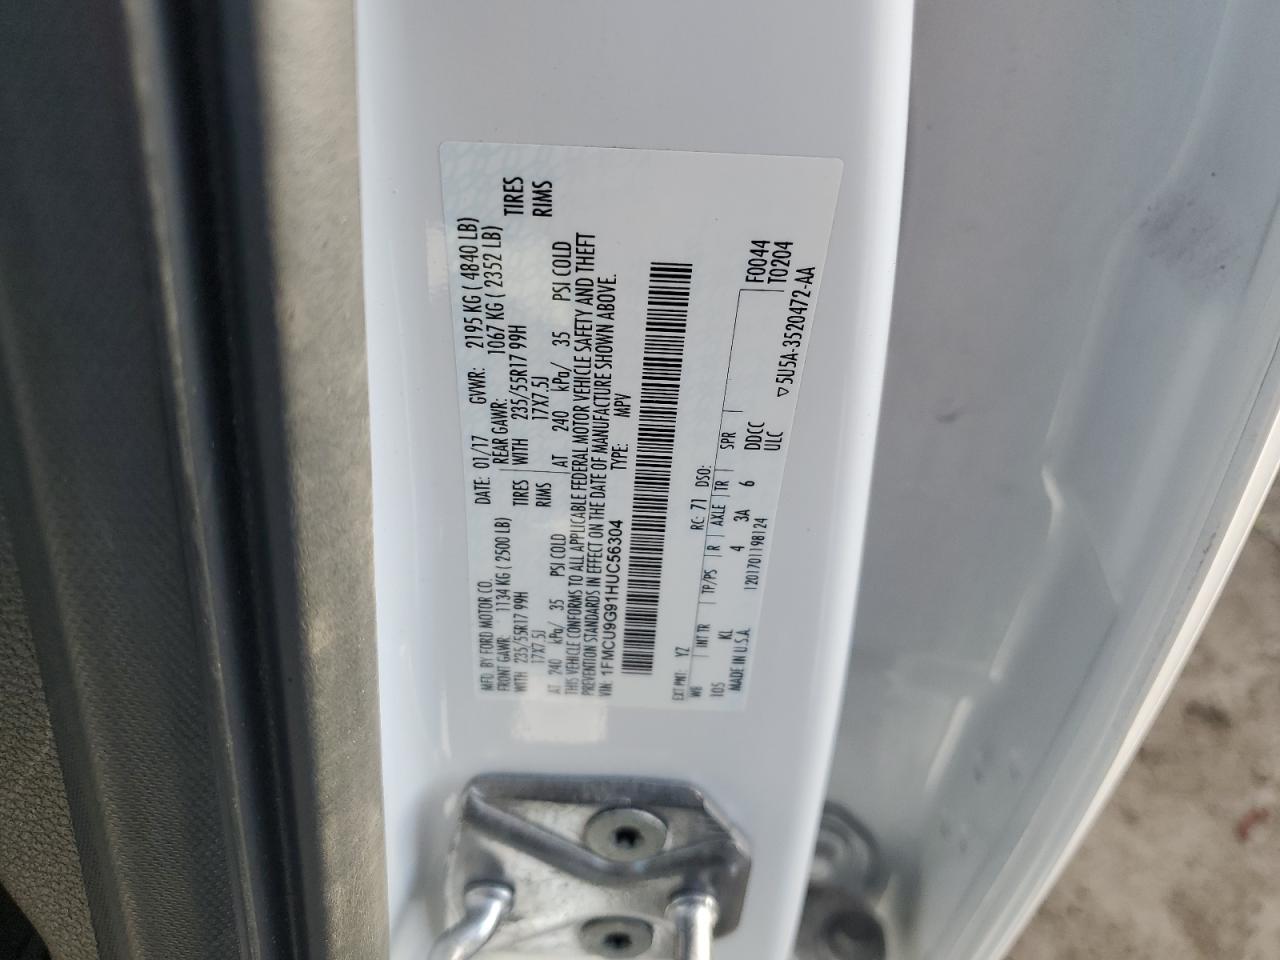 MFD. BY FORD MOTOR CO.
DATE: 01/17 GVWR: 2195 KG ( 4840 LB)
FRONT GAWR: 1134 KG ( 2500 LB) REAR GAWR: 1067 KG ( 2352 LB)
WITH 235/55R17 99H TIRES WITH 235/55R17 99H TIRES
17X7.5J RIMS 17X7.5J RIMS
AT 240 kPa/ 35 PSI COLD AT 240 kPa/ 35 PSI COLD
THIS VEHICLE CONFORMS TO ALL APPLICABLE FEDERAL MOTOR VEHICLE SAFETY AND THEFT
PREVENTION STANDARDS IN EFFECT ON THE DATE OF MANUFACTURE SHOWN ABOVE.
VIN: 1FMCU9G91HUC56304 TYPE: MPV
EXT PNT: YZ RC: 71 DSO: F0044
WB INT TR TP/PS R AXLE TR SPR T0204
105 KL 4 3A 6 DDCC
MADE IN U.S.A. 1201701198124 ULC
▽5U5A-3520472-AA